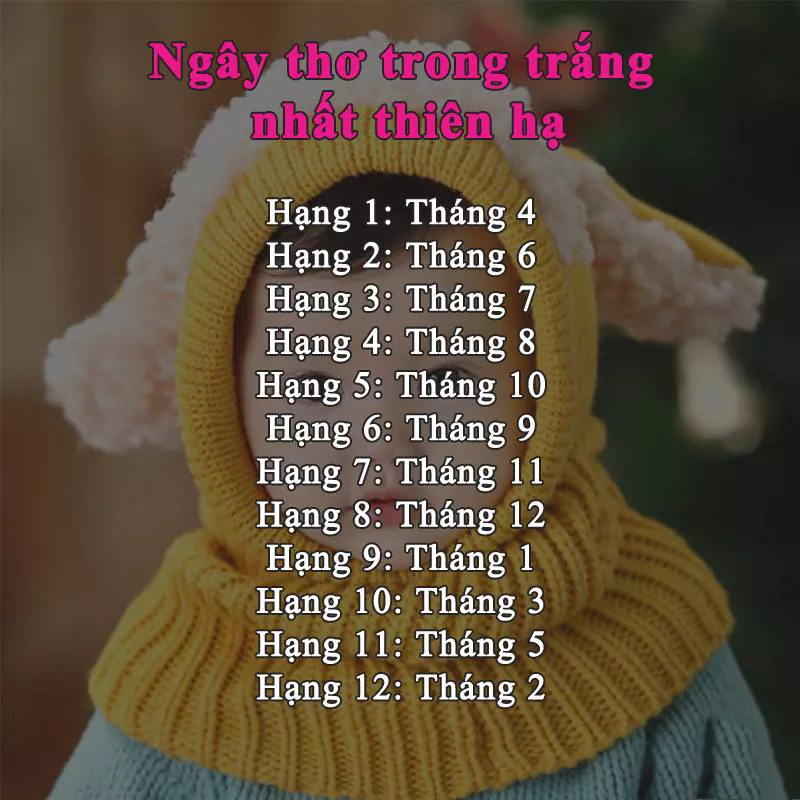 Ngây thơ trong trắng
nhất thiên hạ
Hạng 1: Tháng 4
Hạng 2: Tháng 6
Hạng 3: Tháng 7
Hạng 4: Tháng 8
Hạng 5: Tháng 10
Hạng 6: Tháng 9
Hạng 7: Tháng 11
Hạng 8: Tháng 12
Hạng 9: Tháng 1
Hạng 10: Tháng 3
Hạng 11: Tháng 5
Hạng 12: Tháng 2